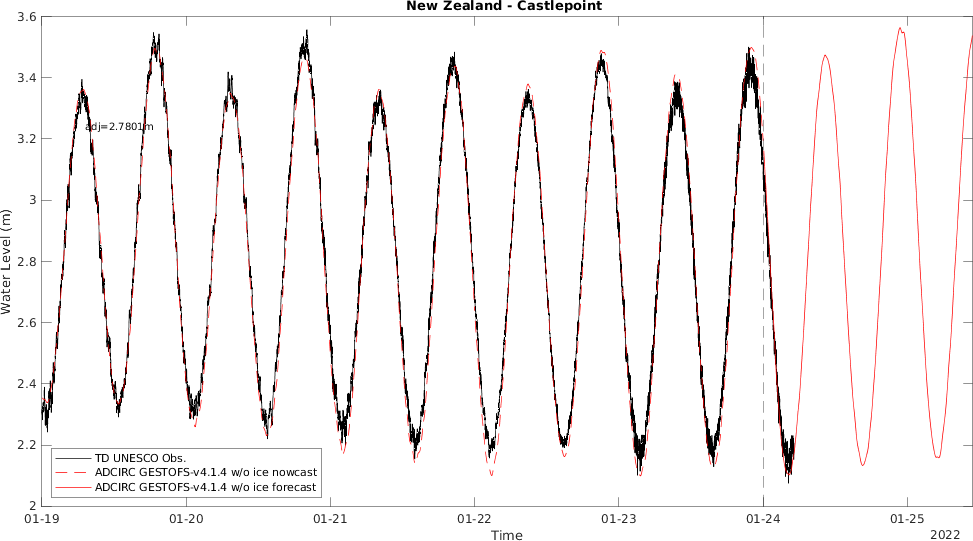 New Zealand - Castlepoint
3.6
3.4
3.2
3
2.8
2.6
2.4
2.2
2
Water Level (m)
adj=2.7801m
TD UNESCO Obs.
ADCIRC GESTOFS-v4.1.4 w/o ice nowcast
ADCIRC GESTOFS-v4.1.4 w/o ice forecast
01-19 01-20 01-21 01-22 01-23 01-24 01-25
Time
2022